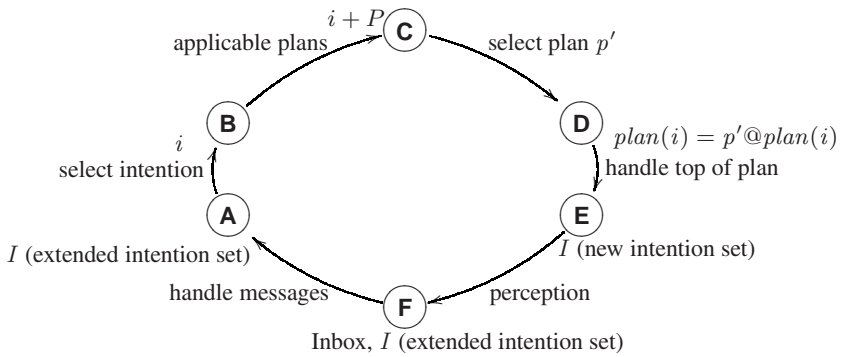 i + P
C
applicable plans
select plan p′
B
D
i
plan(i) = p′@plan(i)
select intention
handle top of plan
A
E
I (extended intention set)
I (new intention set)
handle messages
perception
F
Inbox, I (extended intention set)